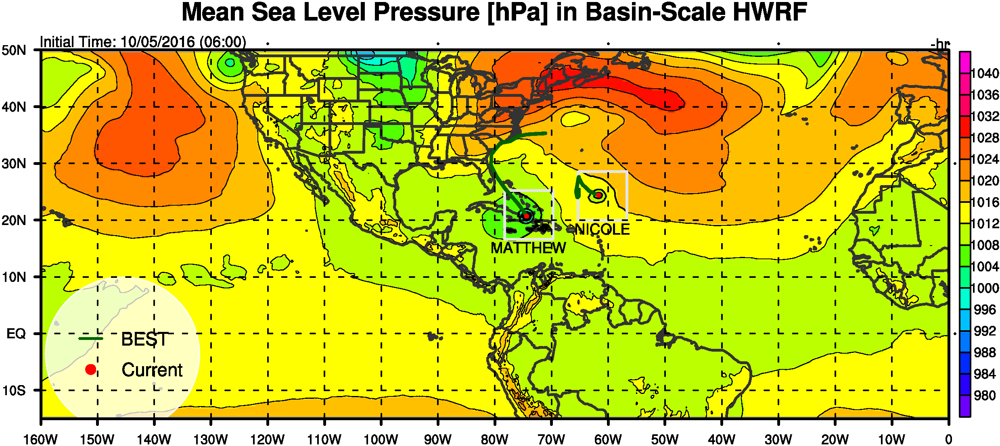 Mean Sea Level Pressure [hPa] in Basin-Scale HWRF
Initial Time: 10/05/2016 (06:00)
-hr
50N
40N
30N
20N
10N
EQ
10S
NICOLE
MATTHEW
BEST
Current
160W 150W 140W 130W 120W 110W 100W 90W 80W 70W 60W 50W 40W 30W 20W 10W 0
1040
1036
1032
1028
1024
1020
1016
1012
1008
1004
1000
996
992
988
984
980